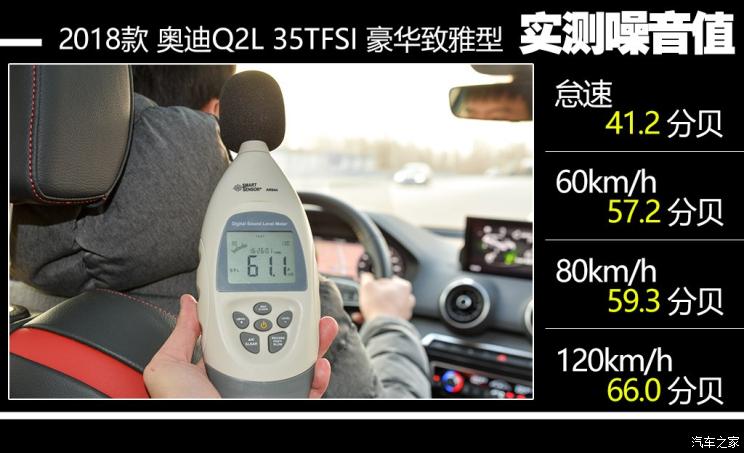 2018款 奥迪Q2L 35TFSI 豪华致雅型
实测噪音值
怠速
41.2 分贝
60km/h
57.2 分贝
80km/h
59.3 分贝
120km/h
66.0 分贝
SMART SENSOR
Digital Sound Level Meter
61.1
汽车之家